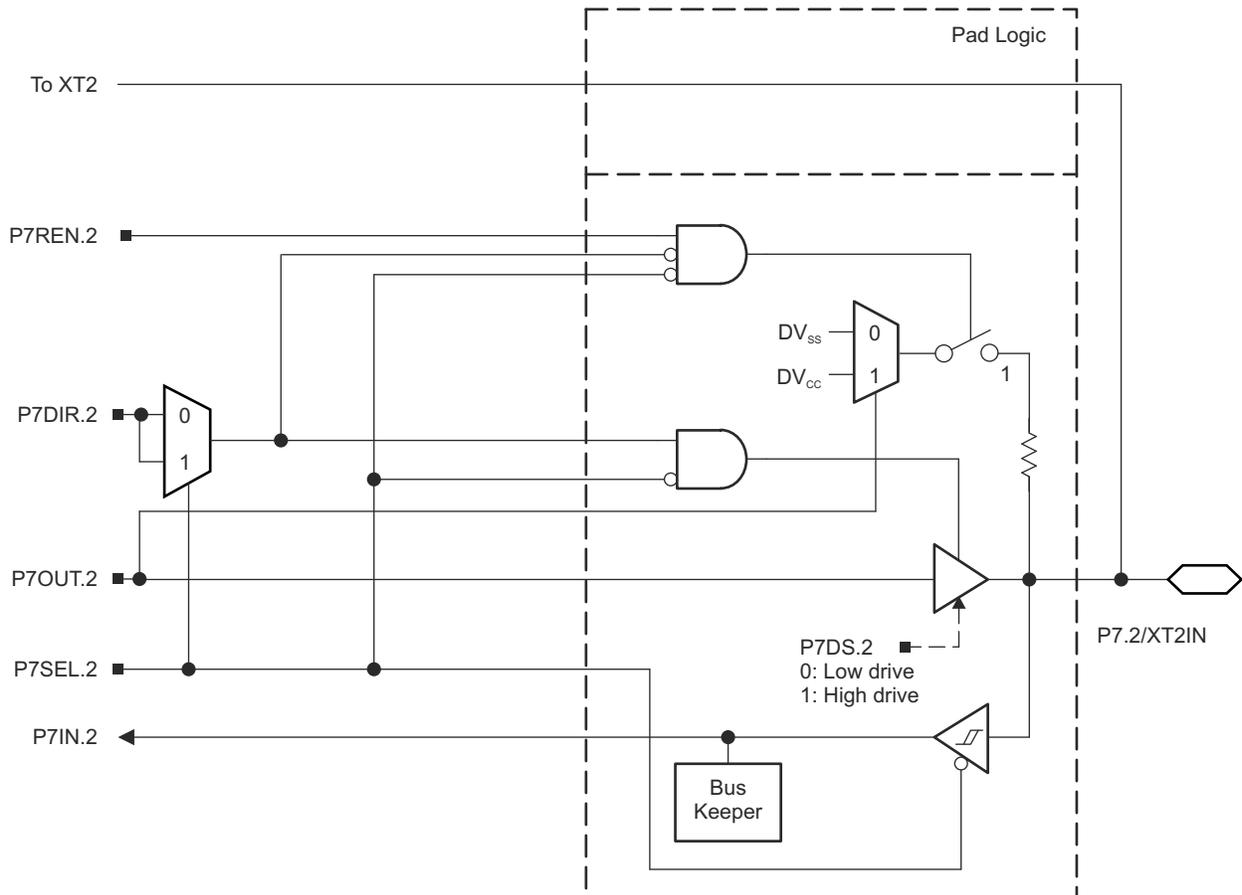 Pad Logic
To XT2
P7REN.2
DVSS
0
DVCC
1
1
P7DIR.2
0
1
P7OUT.2
P7.2/XT2IN
P7SEL.2
P7DS.2
0: Low drive
1: High drive
P7IN.2
Bus
Keeper